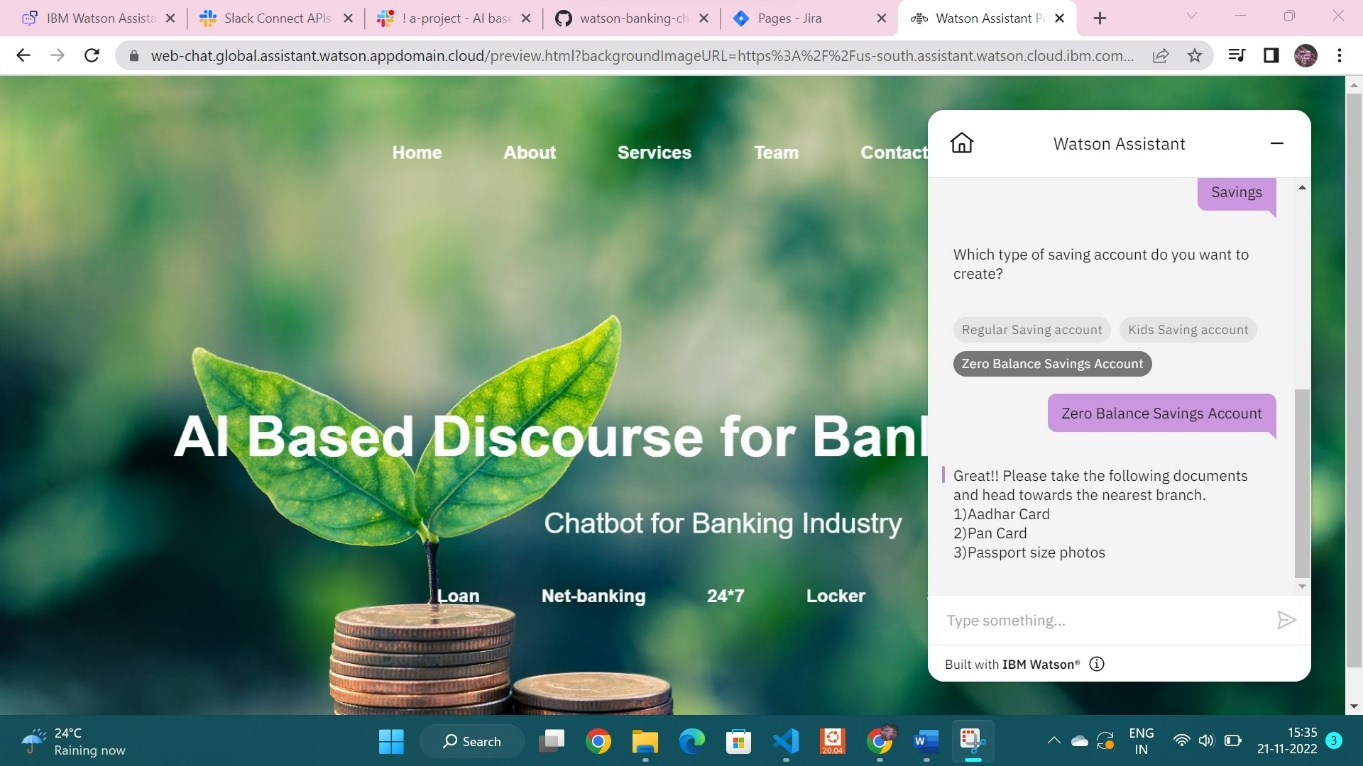 IBM Watson Assista
Slack Connect APIs
! a-project - AI base
watson-banking-ch
Pages - Jira
Watson Assistant P
web-chat.global.assistant.watson.appdomain.cloud/preview.html?backgroundImageURL=https%3A%2F%2Fus-south.assistant.watson.cloud.ibm.com...
Home About Services Team Contact
AI Based Discourse for Ban
Chatbot for Banking Industry
Loan Net-banking 24*7 Locker
Watson Assistant
Savings
Which type of saving account do you want to
create?
Regular Saving account Kids Saving account
Zero Balance Savings Account
Zero Balance Savings Account
Great!! Please take the following documents
and head towards the nearest branch.
1)Aadhar Card
2)Pan Card
3)Passport size photos
Type something...
Built with IBM Watson®
24°C
Raining now
Search
20.04
ENG
IN
15:35
21-11-2022
3